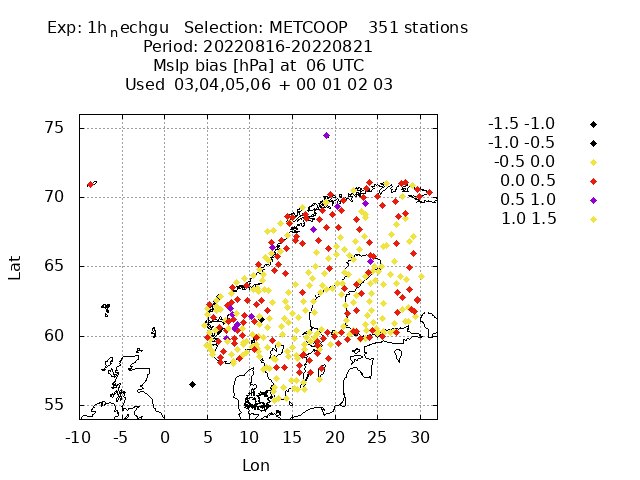 Exp: 1h_nechgu   Selection: METCOOP    351 stations
Period: 20220816-20220821
Mslp bias [hPa] at  06 UTC
Used  03,04,05,06  + 00 01 02 03
-1.5 -1.0
-1.0 -0.5
-0.5 0.0
0.0 0.5
0.5 1.0
1.0 1.5
75
70
65
60
55
Lat
-10 -5 0 5 10 15 20 25 30
Lon